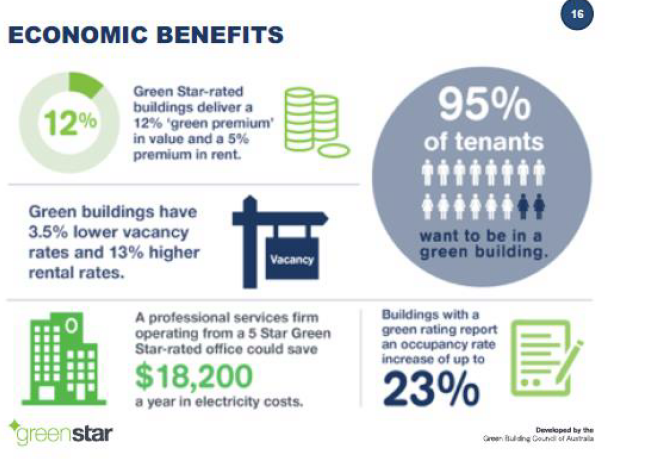 16
ECONOMIC BENEFITS
12%
Green Star-rated
buildings deliver a
12% 'green premium'
in value and a 5%
premium in rent.
95%
of tenants
want to be in a
green building.
Green buildings have
3.5% lower vacancy
rates and 13% higher
rental rates.
Vacancy
A professional services firm
operating from a 5 Star Green
Star-rated office could save
$18,200
a year in electricity costs.
Buildings with a
green rating report
an occupancy rate
increase of up to
23%
greenstar
Developed by the
Green Building Council of Australia